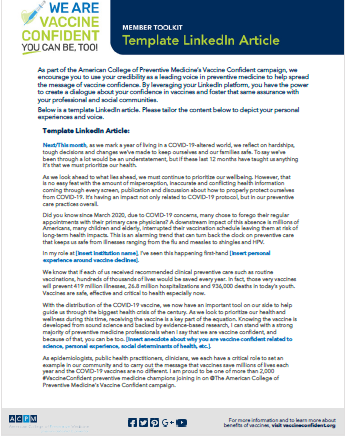 WE ARE
VACCINE
CONFIDENT
YOU CAN BE, TOO!
MEMBER TOOLKIT
Template LinkedIn Article
As part of the American College of Preventive Medicine's Vaccine Confident campaign, we
encourage you to use your credibility as a leading voice in preventive medicine to help spread
the message of vaccine confidence. By leveraging your LinkedIn platform, you have the power
to create a dialogue about your confidence in vaccines and foster that same assurance with
your professional and social communities.
Below is a template LinkedIn article. Please tailor the content below to depict your personal
experiences and voice.
Template LinkedIn Article:
Next/This month, as we mark a year of living in a COVID-19-altered world, we reflect on hardships,
tough decisions and changes we've made to keep ourselves and our families safe. To say we've
been through a lot would be an understatement, but if these last 12 months have taught us anything
it's that we must prioritize our health.
As we look ahead to what lies ahead, we must continue to prioritize our wellbeing. However, that
is no easy feat with the amount of misperception, inaccurate and conflicting health information
coming through every screen, publication and discussion about how to properly protect ourselves
from COVID-19. It's having an impact not only related to COVID-19 protocol, but in our preventive
care practices overall.
Did you know since March 2020, due to COVID-19 concerns, many chose to forego their regular
appointments with their primary care physicians? A downstream impact of this absence is millions of
Americans, many children and elderly, interrupted their vaccination schedule leaving them at risk of
long-term health impacts. This is an alarming trend that can turn back the clock on preventive care
that keeps us safe from illnesses ranging from the flu and measles to shingles and HPV.
In my role at [insert institution name], I've seen this happening first-hand [insert personal
experience around vaccine declines].
We know that if each of us received recommended clinical preventive care such as routine
vaccinations, hundreds of thousands of lives would be saved every year. In fact, those very vaccines
will prevent 419 million illnesses, 26.8 million hospitalizations and 936,000 deaths in today's youth.
Vaccines are safe, effective and critical to health especially now.
With the distribution of the COVID-19 vaccine, we now have an important tool on our side to help
guide us through the biggest health crisis of the century. As we look to prioritize our health and
wellness during this time, receiving the vaccine is a key part of the equation. Knowing the vaccine is
developed from sound science and backed by evidence-based research, I can stand with a strong
majority of preventive medicine professionals when I say that we are vaccine confident, and
because of that, you can be too. [Insert anecdote about why you are vaccine confident related to
science, personal experience, social determinants of health, etc.].
As epidemiologists, public health practitioners, clinicians, we each have a critical role to set an
example in our community and to carry out the message that vaccines save millions of lives each
year and the COVID-19 vaccines are no different. I am proud to be one of more than 2,000
#VaccineConfident preventive medicine champions joining in on @The American College of
Preventive Medicine's Vaccine Confident campaign.
ACPM
For more information and to learn more about
benefits of vaccines, visit vaccineconfident.org.